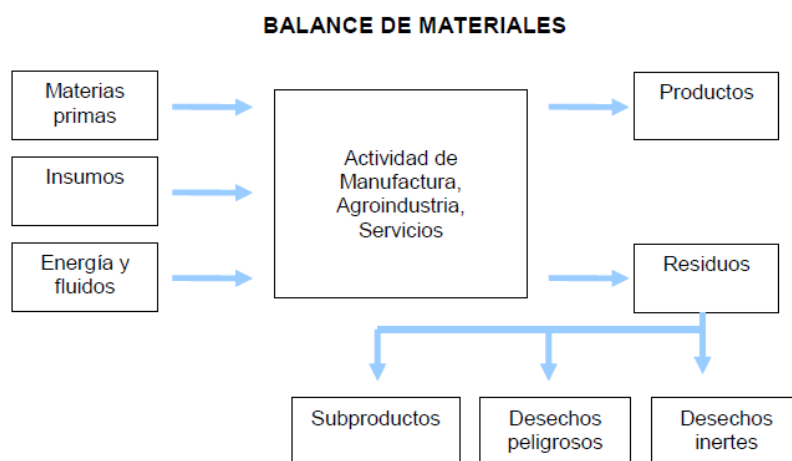 BALANCE DE MATERIALES
Materias
primas
Insumos
Energía y
fluidos
Actividad de
Manufactura,
Agroindustria,
Servicios
Productos
Residuos
Subproductos
Desechos
peligrosos
Desechos
inertes